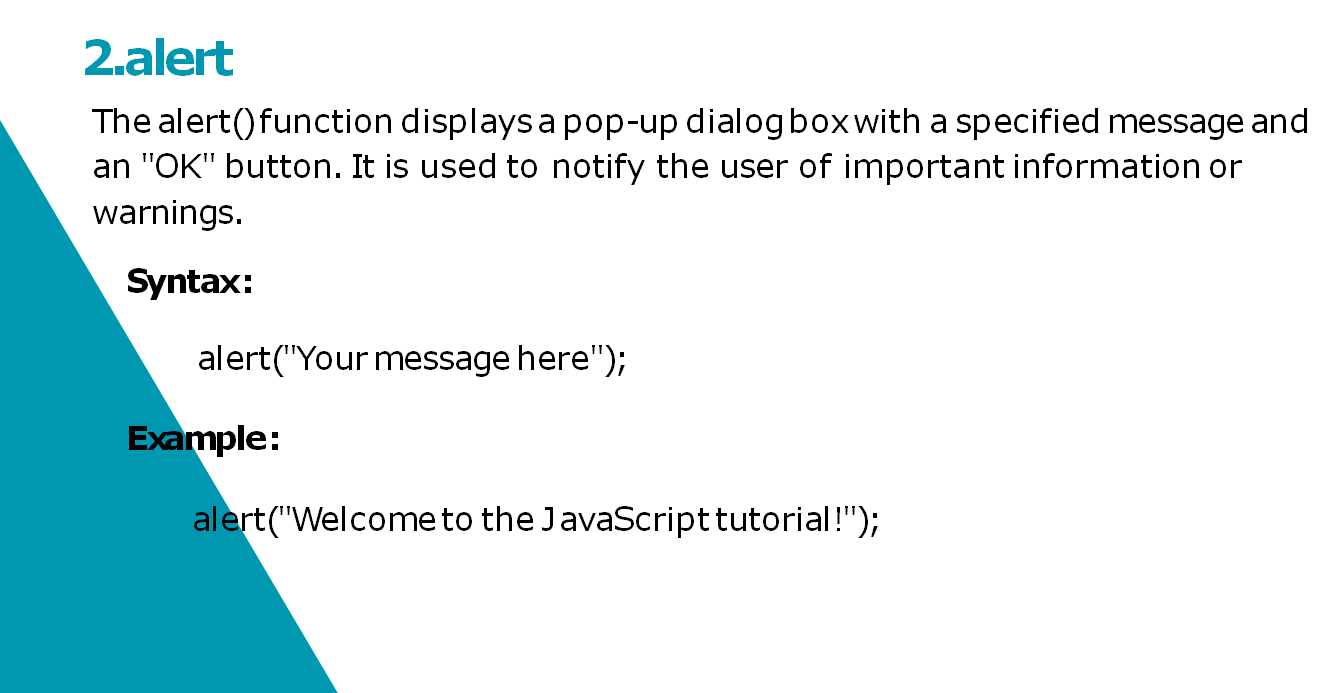 2.alert
The alert() function displays a pop-up dialog box with a specified message and
an "OK" button. It is used to notify the user of important information or
warnings.
Syntax:
alert("Your message here");
Example:
alert("Welcome to the JavaScript tutorial!");